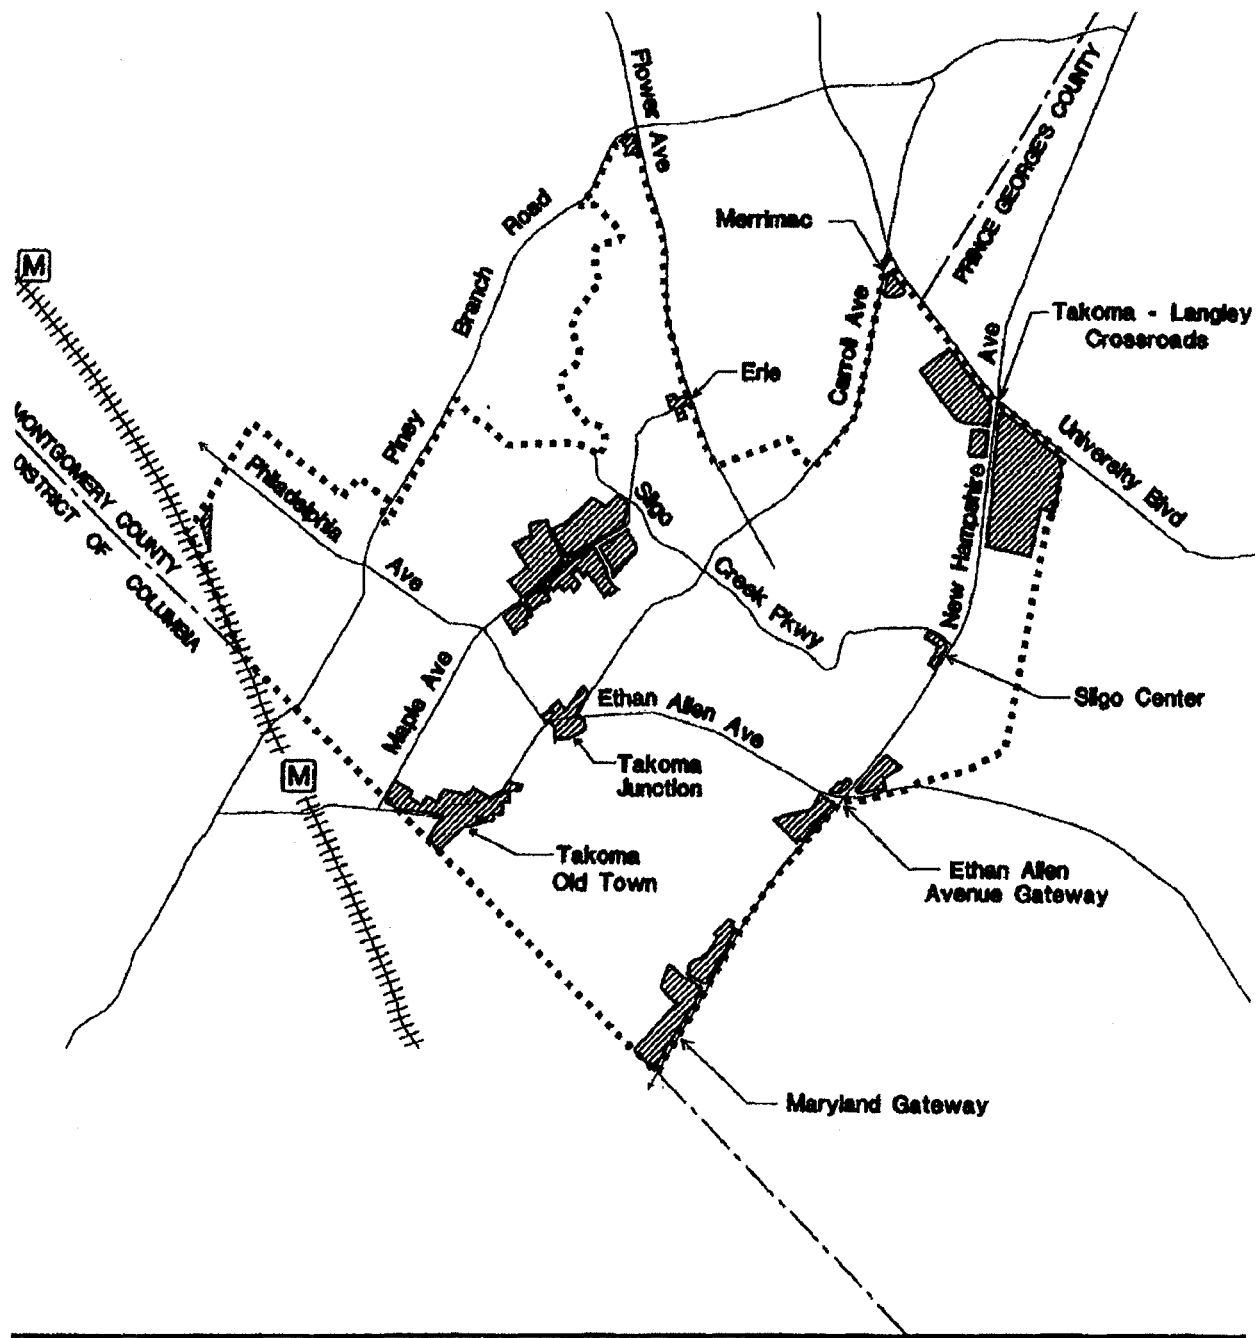 Flower Ave
PRINCE GEORGE'S COUNTY
Road
Merrimac
M
Branch
Takoma - Langley
Crossroads
Ave
Carroll Ave
Erie
MONTGOMERY COUNTY
DISTRICT OF COLUMBIA
Piney
University Blvd
Philadelphia
Ave
Sligo
Creek Pkwy
New Hampshire
Maple Ave
Ethan Allen Ave
Sligo Center
Takoma
Junction
M
Takoma
Old Town
Ethan Allen
Avenue Gateway
Maryland Gateway